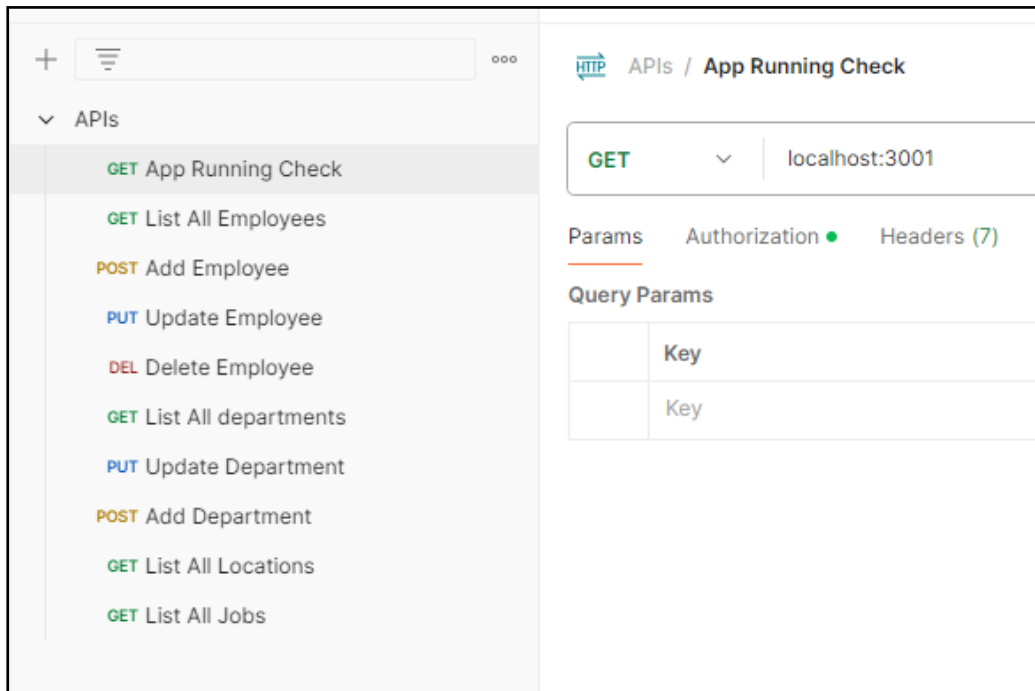 APIs
GET App Running Check
GET List All Employees
POST Add Employee
PUT Update Employee
DEL Delete Employee
GET List All departments
PUT Update Department
POST Add Department
GET List All Locations
GET List All Jobs
HTTP APIs / App Running Check
GET localhost:3001
Params Authorization Headers (7)
Query Params
Key
Key